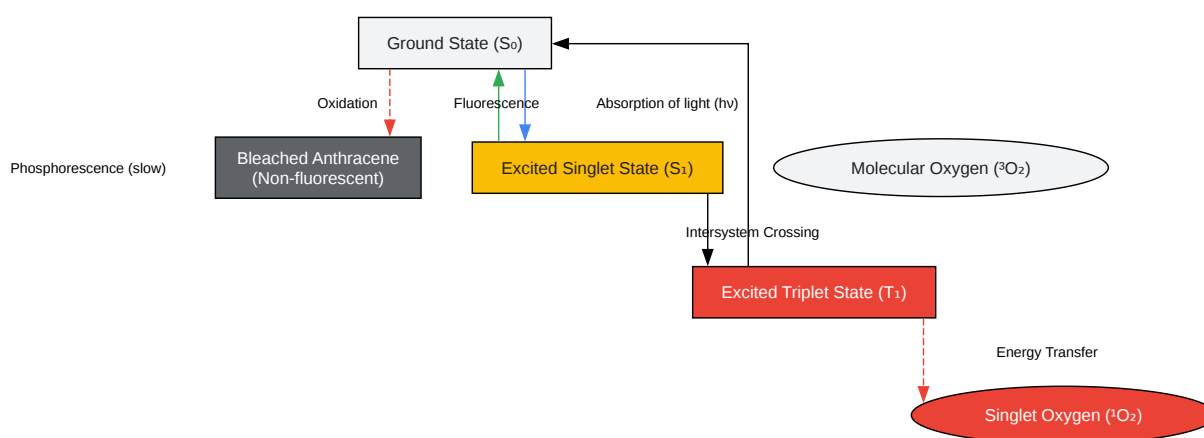 Ground State (S₀)
Oxidation
Fluorescence
Absorption of light (hν)
Phosphorescence (slow)
Bleached Anthracene
(Non-fluorescent)
Excited Singlet State (S₁)
Molecular Oxygen (³O₂)
Intersystem Crossing
Excited Triplet State (T₁)
Energy Transfer
Singlet Oxygen (¹O₂)